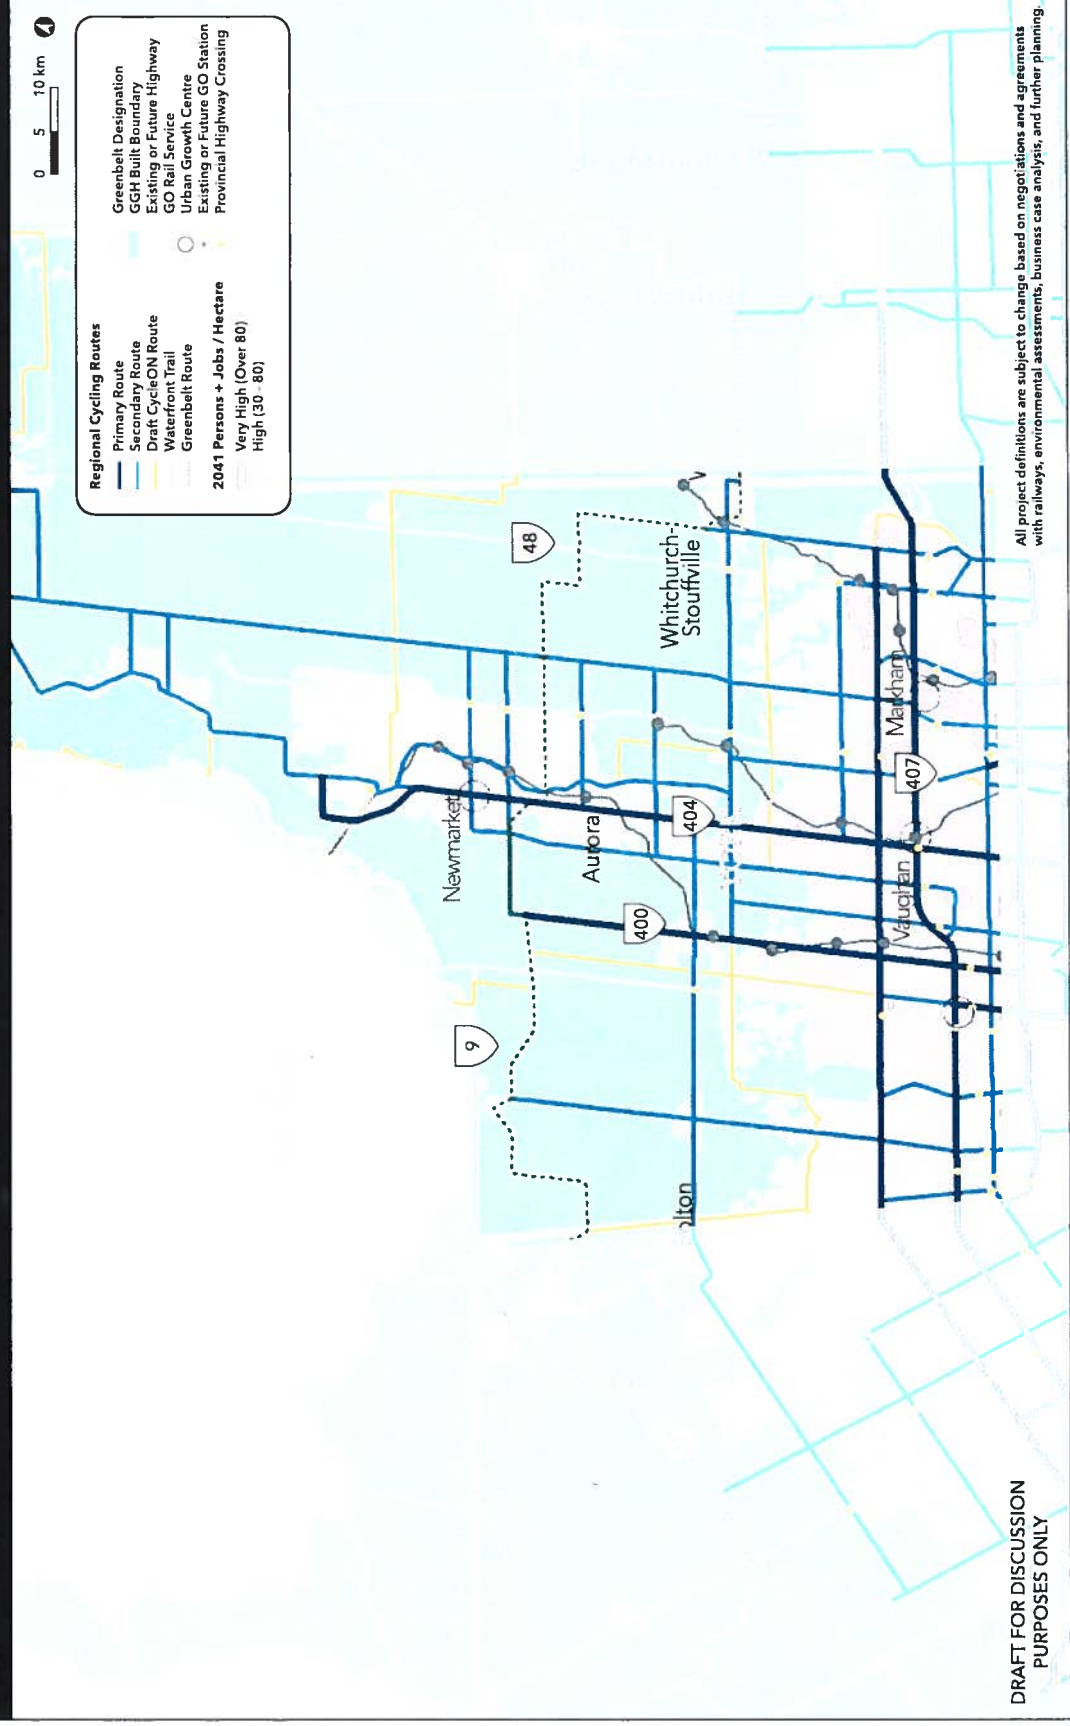 0 5 10 km
Regional Cycling Routes
Primary Route
Secondary Route
Draft CycleON Route
Waterfront Trail
Greenbelt Route
2041 Persons + Jobs / Hectare
Very High (Over 80)
High (30 - 80)
Greenbelt Designation
GGH Built Boundary
Existing or Future Highway
GO Rail Service
Urban Growth Centre
Existing or Future GO Station
Provincial Highway Crossing
48
Whitchurch-
Stouffville
Newmarket
Aurora
404
400
9
Markham
407
Vaughan
olton
DRAFT FOR DISCUSSION
PURPOSES ONLY
All project definitions are subject to change based on negotiations and agreements
with railways, environmental assessments, business case analysis, and further planning.